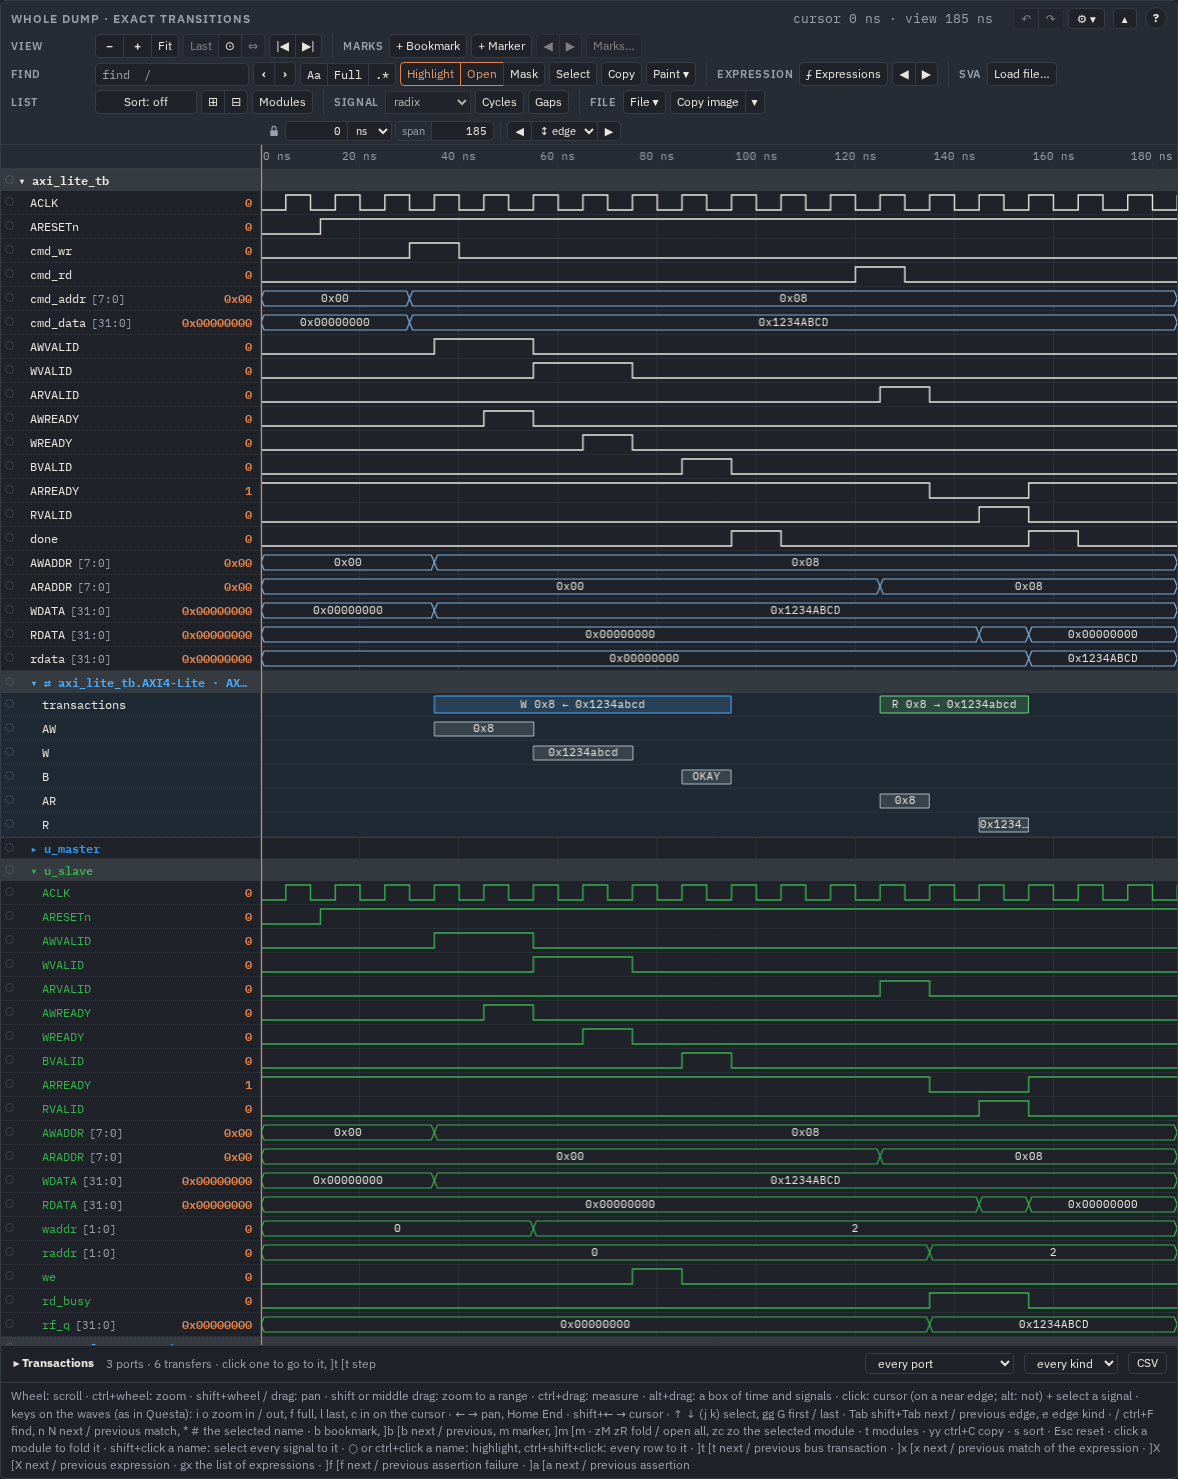 WHOLE DUMP · EXACT TRANSITIONS cursor 0 ns · view 185 ns ↶ ↷ ⚙ ▾ ▴ ?
VIEW − + Fit Last ⊙ ⇔ |◀ ▶| MARKS + Bookmark + Marker ◀ ▶ Marks…
FIND find / ‹ › Aa Full .* Highlight Open Mask Select Copy Paint ▾ EXPRESSION ⨍ Expressions ◀ ▶ SVA Load file…
LIST Sort: off ⊞ ⊟ Modules SIGNAL radix Cycles Gaps FILE File ▾ Copy image ▾
0 ns span 185 ◀ ↕ edge ▶
0 ns 20 ns 40 ns 60 ns 80 ns 100 ns 120 ns 140 ns 160 ns 180 ns
▾ axi_lite_tb
ACLK 0
ARESETn 0
cmd_wr 0
cmd_rd 0
cmd_addr [7:0] 0x00 0x00 0x08
cmd_data [31:0] 0x00000000 0x00000000 0x1234ABCD
AWVALID 0
WVALID 0
ARVALID 0
AWREADY 0
WREADY 0
BVALID 0
ARREADY 1
RVALID 0
done 0
AWADDR [7:0] 0x00 0x00 0x08
ARADDR [7:0] 0x00 0x00 0x08
WDATA [31:0] 0x00000000 0x00000000 0x1234ABCD
RDATA [31:0] 0x00000000 0x00000000 0x00000000
rdata [31:0] 0x00000000 0x00000000 0x1234ABCD
▾ ⇄ axi_lite_tb.AXI4-Lite · AX…
transactions W 0x8 ← 0x1234abcd R 0x8 → 0x1234abcd
AW 0x8
W 0x1234abcd
B OKAY
AR 0x8
R 0x1234…
▸ u_master
▾ u_slave
ACLK 0
ARESETn 0
AWVALID 0
WVALID 0
ARVALID 0
AWREADY 0
WREADY 0
BVALID 0
ARREADY 1
RVALID 0
AWADDR [7:0] 0x00 0x00 0x08
ARADDR [7:0] 0x00 0x00 0x08
WDATA [31:0] 0x00000000 0x00000000 0x1234ABCD
RDATA [31:0] 0x00000000 0x00000000 0x00000000
waddr [1:0] 0 0 2
raddr [1:0] 0 0 2
we 0
rd_busy 0
rf_q [31:0] 0x00000000 0x00000000 0x1234ABCD
▸ Transactions 3 ports · 6 transfers · click one to go to it, ]t [t step every port every kind CSV
Wheel: scroll · ctrl+wheel: zoom · shift+wheel / drag: pan · shift or middle drag: zoom to a range · ctrl+drag: measure · alt+drag: a box of time and signals · click: cursor (on a near edge; alt: not) + select a signal ·
keys on the waves (as in Questa): i o zoom in / out, f full, l last, c in on the cursor · ←→ pan, Home End · shift+←→ cursor · ↑ ↓ (j k) select, gg G first / last · Tab shift+Tab next / previous edge, e edge kind · / ctrl+F
find, n N next / previous match, * # the selected name · b bookmark, ]b [b next / previous, m marker, ]m [m · zM zR fold / open all, zc zo the selected module · t modules · yy ctrl+C copy · s sort · Esc reset · click a
module to fold it · shift+click a name: select every signal to it · ○ or ctrl+click a name: highlight, ctrl+shift+click: every row to it · ]t [t next / previous bus transaction · ]x [x next / previous match of the expression · ]X
[X next / previous expression · gx the list of expressions · ]f [f next / previous assertion failure · ]a [a next / previous assertion